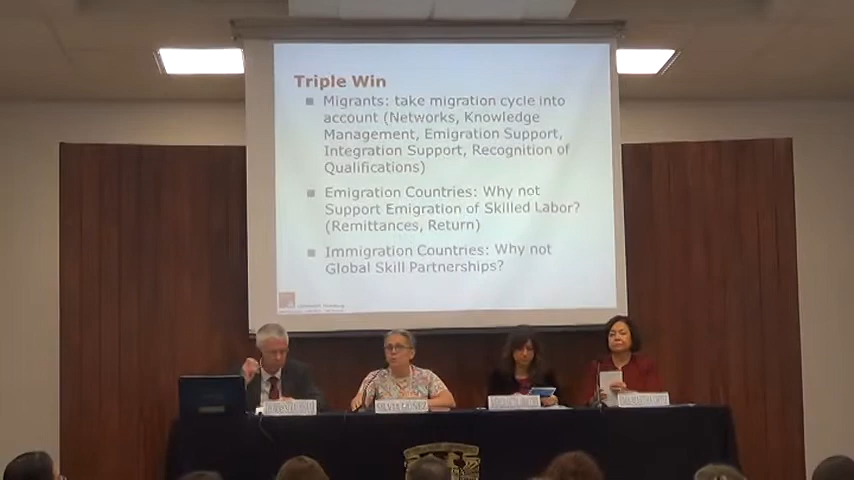 Triple Win
Migrants: take migration cycle into
account (Networks, Knowledge
Management, Emigration Support,
Integration Support, Recognition of
Qualifications)
Emigration Countries: Why not
Support Emigration of Skilled Labor?
(Remittances, Return)
Immigration Countries: Why not
Global Skill Partnerships?